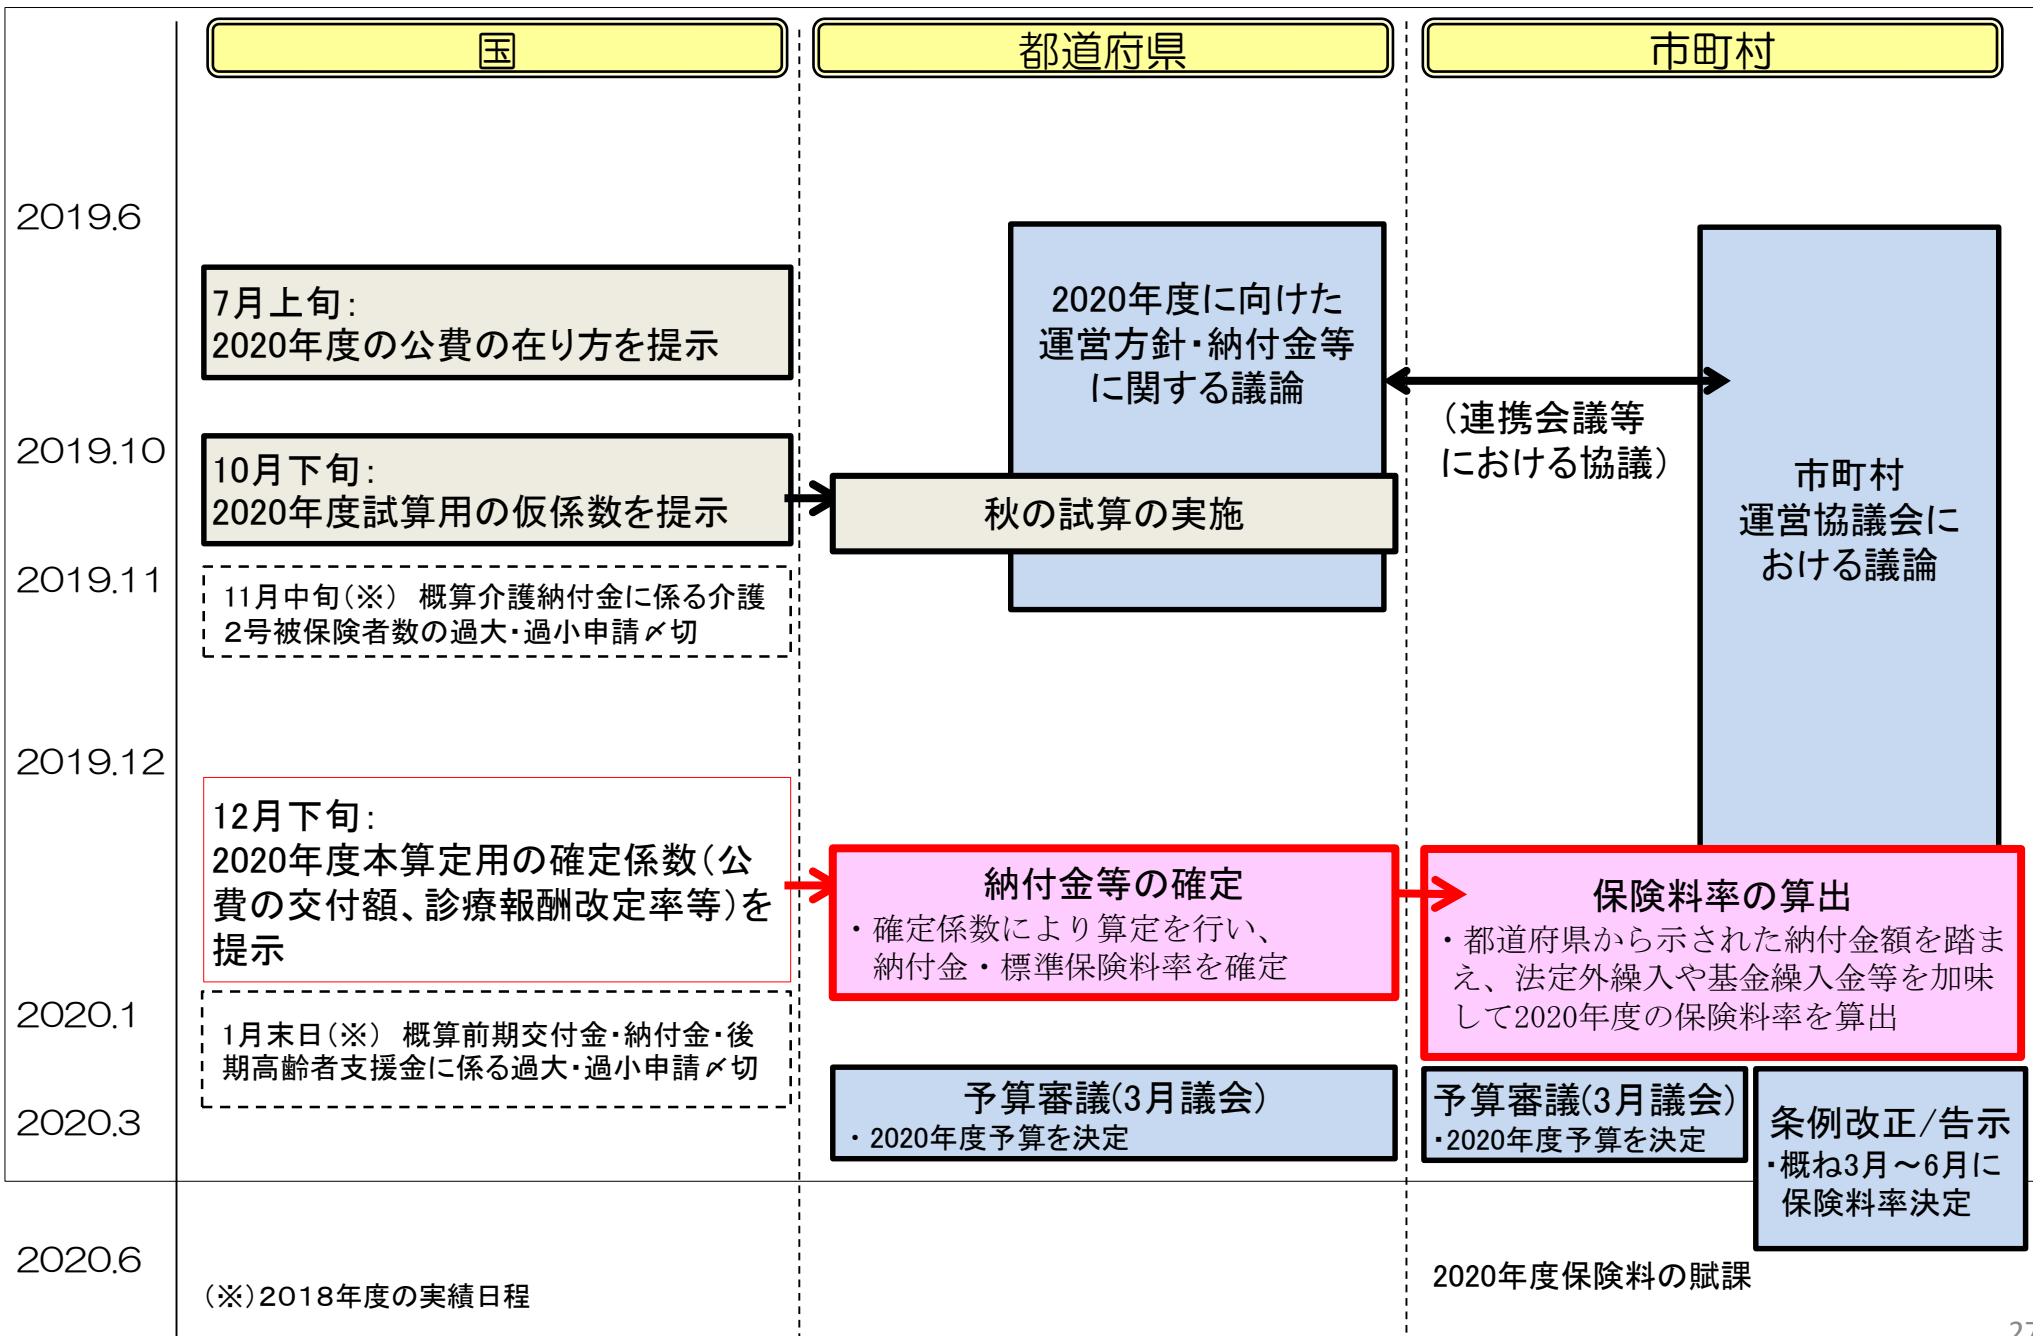 国
都道府県
市町村
2019.6
2019.10
2019.11
2019.12
2020.1
2020.3
2020.6
7月上旬：
2020年度の公費の在り方を提示
10月下旬：
2020年度試算用の仮係数を提示
11月中旬（※）　概算介護納付金に係る介護
２号被保険者数の過大・過小申請〆切
12月下旬：
2020年度本算定用の確定係数（公
費の交付額、診療報酬改定率等）を
提示
1月末日（※）　概算前期交付金・納付金・後
期高齢者支援金に係る過大・過小申請〆切
（※）２０１８年度の実績日程
2020年度に向けた
運営方針・納付金等
に関する議論
秋の試算の実施
納付金等の確定
・確定係数により算定を行い、
納付金・標準保険料率を確定
予算審議(3月議会)
・2020年度予算を決定
（連携会議等
における協議）
市町村
運営協議会に
おける議論
保険料率の算出
・都道府県から示された納付金額を踏ま
え、法定外繰入や基金繰入金等を加味
して2020年度の保険料率を算出
予算審議(3月議会)
・2020年度予算を決定
条例改正/告示
・概ね3月～6月に
保険料率決定
2020年度保険料の賦課
27